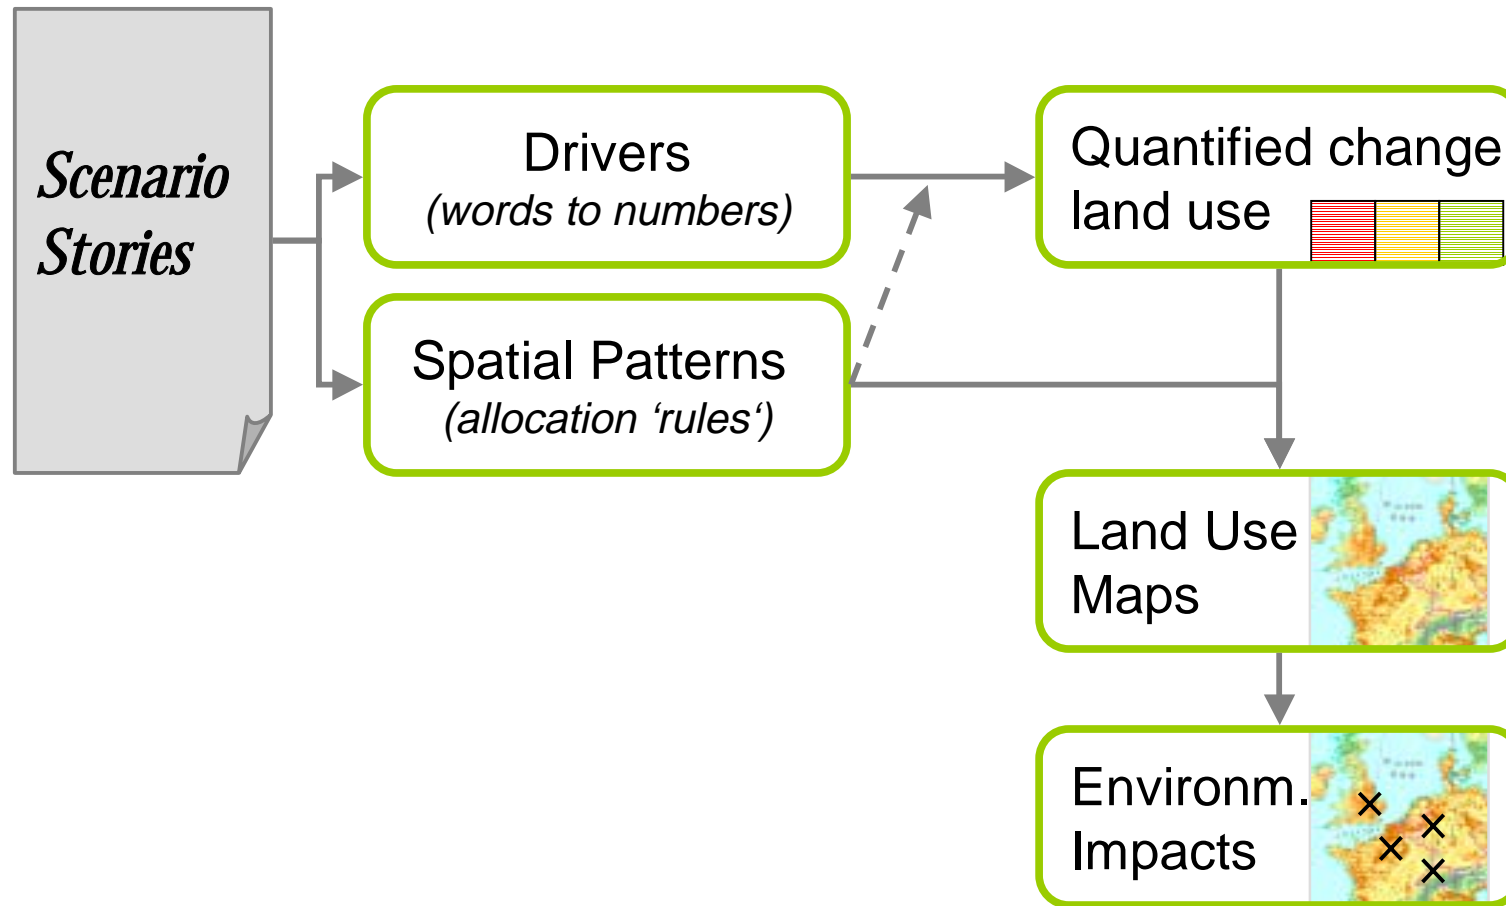 Scenario
Stories
Drivers
(words to numbers)
Spatial Patterns
(allocation ‘rules‘)
Quantified change
land use
Land Use
Maps
Environm.
Impacts